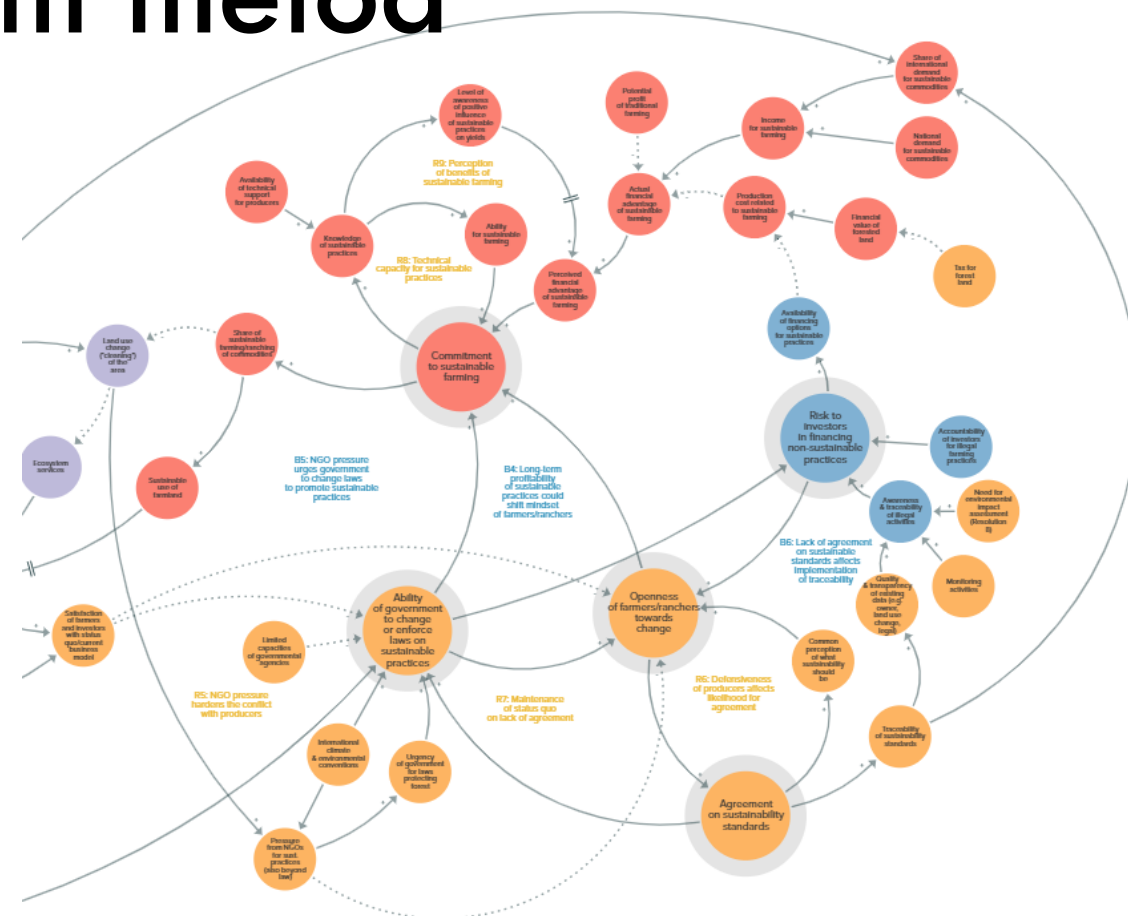 metod
Share of
international
demand
for sustainable
commodities
Level of
awareness
of positive
influence
of sustainable
practices
on yields
Potential
profit
of traditional
farming
Income
for sustainable
farming
National
demand
for sustainable
commodities
R9: Perception
of benefits of
sustainable farming
Availability
of technical
support
for producers
Actual
financial
advantage
of sustainable
farming
Production
cost related
to sustainable
farming
Financial
value of
forested
land
Knowledge
of sustainable
practices
Ability
for sustainable
farming
R8: Technical
capacity for sustainable
practices
Perceived
financial
advantage
of sustainable
farming
Tax for
forest
land
Availability
of financing
options
for sustainable
practices
Land use
change
("cleaning")
of the
area
Share of
sustainable
farming/ranching
of commodities
Commitment
to sustainable
farming
Risk to
investors
in financing
non-sustainable
practices
Accountability
of investors
for illegal
farming
practices
Ecosystem
services
Sustainable
use of
farmland
B5: NGO pressure
urges government
to change laws
to promote sustainable
practices
B4: Long-term
profitability
of sustainable
practices could
shift mindset
of farmers/ranchers
Awareness
& traceability
of illegal
activities
Need for
environmental
impact
assessment
(Resolution
B6: Lack of agreement
on sustainable
standards affects
implementation
of traceability
Monitoring
activities
Quality
& transparency
of existing
data (e.g.
owner,
land use
change,
legal)
Satisfaction
of farmers
and investors
with status
quo/current
business
model
Limited
capacities
of governmental
agencies
Ability
of government
to change
or enforce
laws on
sustainable
practices
Openness
of farmers/ranchers
towards
change
Common
perception
of what
sustainability
should
be
R5: NGO pressure
hardens the conflict
with producers
R7: Maintenance
of status quo
on lack of agreement
R6: Defensiveness
of producers affects
likelihood for
agreement
Traceability
of sustainability
standards
International
climate
& environmental
conventions
Urgency
of government
for laws
protecting
forest
Agreement
on sustainability
standards
Pressure
from NGOs
for sust.
practices
(also beyond
law)